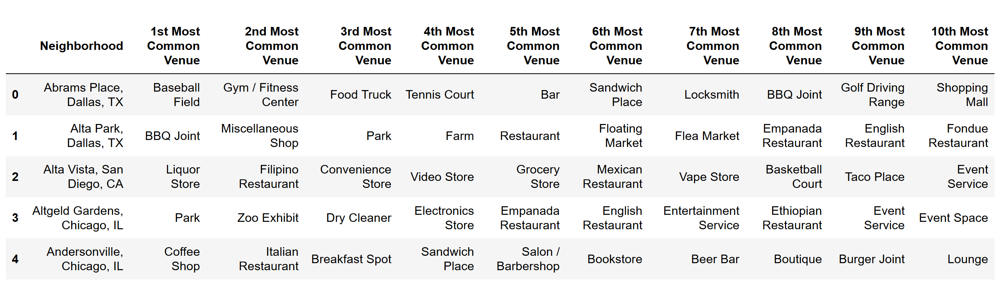 Neighborhood 1st Most Common Venue 2nd Most Common Venue 3rd Most Common Venue 4th Most Common Venue 5th Most Common Venue 6th Most Common Venue 7th Most Common Venue 8th Most Common Venue 9th Most Common Venue 10th Most Common Venue
0 Abrams Place, Dallas, TX Baseball Field Gym / Fitness Center Food Truck Tennis Court Bar Sandwich Place Locksmith BBQ Joint Golf Driving Range Shopping Mall
1 Alta Park, Dallas, TX BBQ Joint Miscellaneous Shop Park Farm Restaurant Floating Market Flea Market Empanada Restaurant English Restaurant Fondue Restaurant
2 Alta Vista, San Diego, CA Liquor Store Filipino Restaurant Convenience Store Video Store Grocery Store Mexican Restaurant Vape Store Basketball Court Taco Place Event Service
3 Altgeld Gardens, Chicago, IL Park Zoo Exhibit Dry Cleaner Electronics Store Empanada Restaurant English Restaurant Entertainment Service Ethiopian Restaurant Event Service Event Space
4 Andersonville, Chicago, IL Coffee Shop Italian Restaurant Breakfast Spot Sandwich Place Salon / Barbershop Bookstore Beer Bar Boutique Burger Joint Lounge